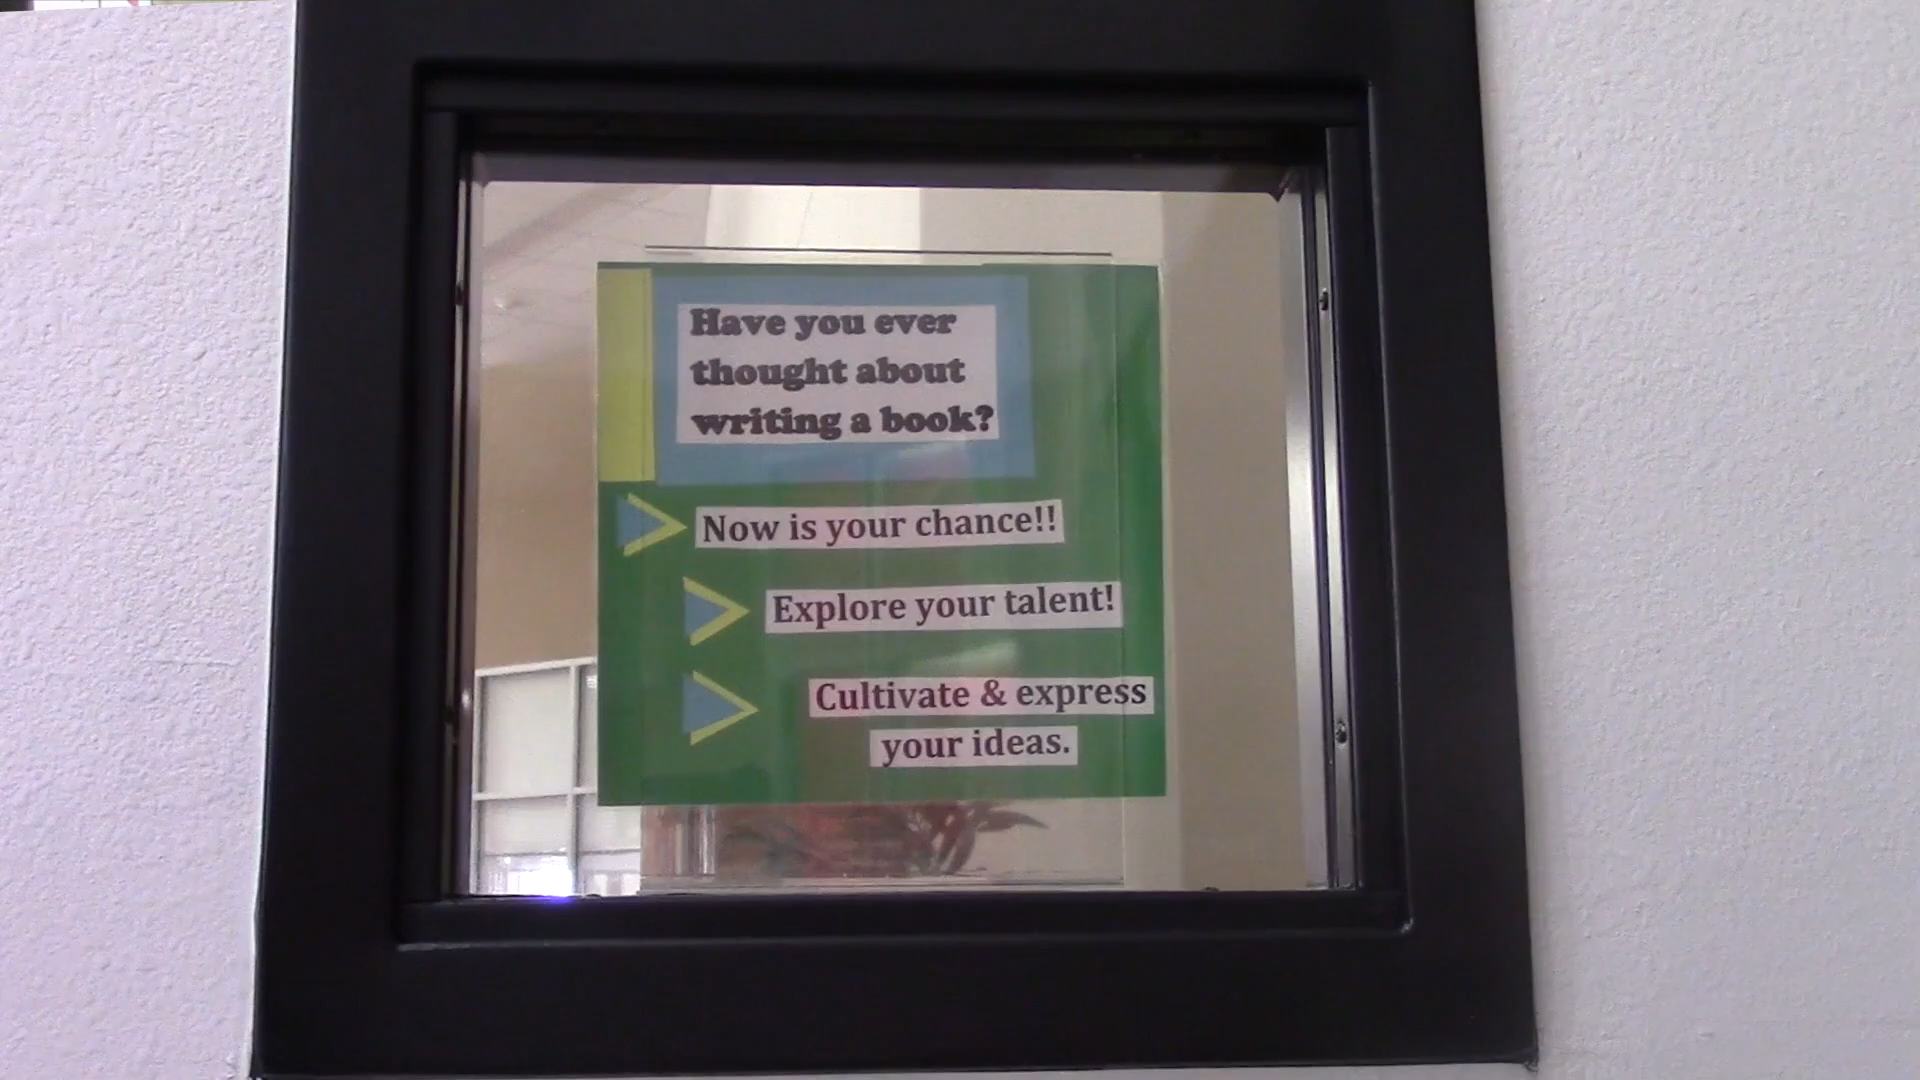 Have you ever
thought about
writing a book?
Now is your chance!!
Explore your talent!
Cultivate & express
your ideas.